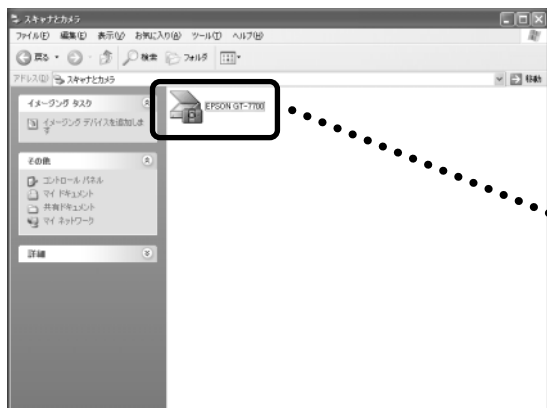 スキャナとカメラ
ファイル(F) 編集(E) 表示(V) お気に入り(A) ツール(T) ヘルプ(H)
戻る 検索 フォルダ
アドレス(D) スキャナとカメラ 移動
イメージング タスク
イメージング デバイスを追加しま
す
EPSON GT-7700
その他
コントロール パネル
マイ ドキュメント
共有ドキュメント
マイ ネットワーク
詳細